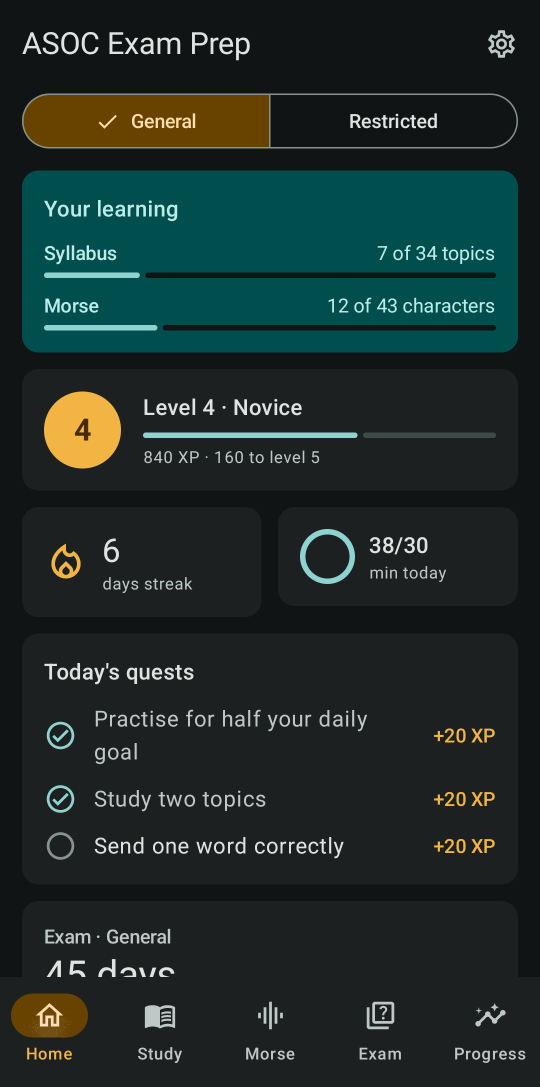 ASOC Exam Prep
General
Restricted
Your learning
Syllabus 7 of 34 topics
Morse 12 of 43 characters
4
Level 4 · Novice
840 XP · 160 to level 5
6
days streak
38/30
min today
Today's quests
Practise for half your daily
goal
+20 XP
Study two topics +20 XP
Send one word correctly +20 XP
Exam · General
45 days
Home Study Morse Exam Progress